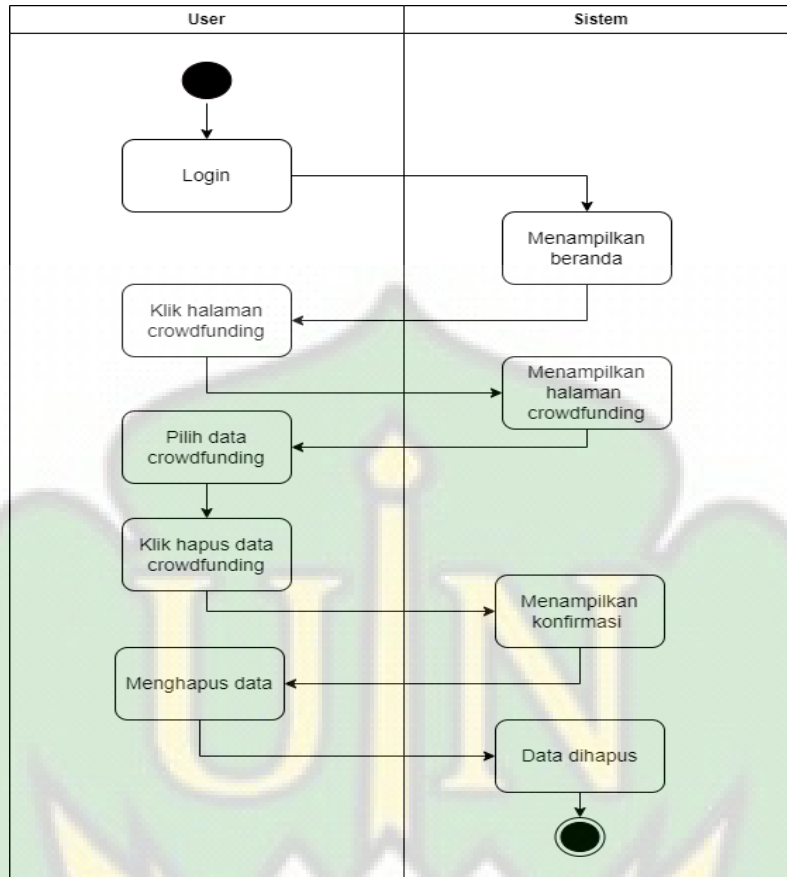 User
Sistem
Login
Menampilkan
beranda
Klik halaman
crowdfunding
Menampilkan
halaman
crowdfunding
Pilih data
crowdfunding
Klik hapus data
crowdfunding
Menampilkan
konfirmasi
Menghapus data
Data dihapus
UIN